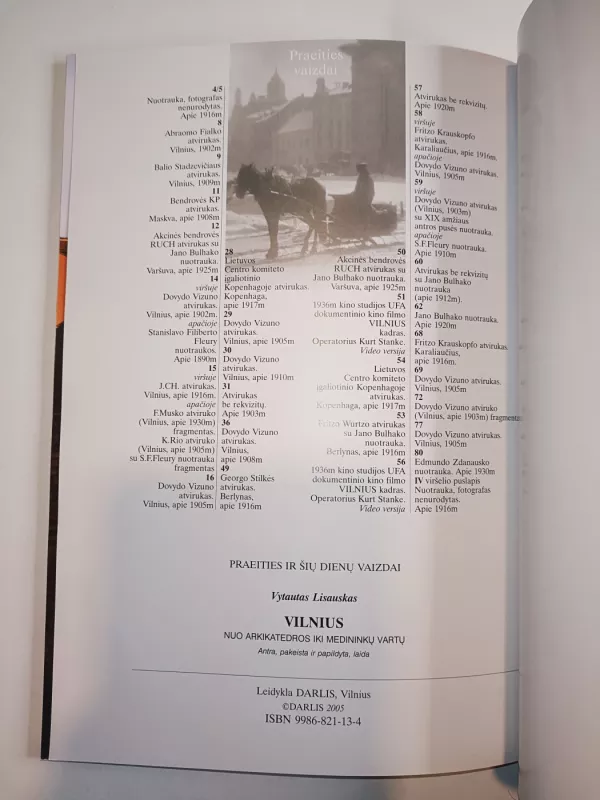 Praeities
vaizdai
4/5
Nuotrauka, fotografas
nenurodytas.
Apie 1916m
8
Abraomo Fialko
atvirukas.
Vilnius, 1902m
9
Balio Stadzevičiaus
atvirukas.
Vilnius, 1909m
11
Bendrovės KP
atvirukas.
Maskva, apie 1908m
12
Akcinės bendrovės
RUCH atvirukas su
Jano Bulhako
nuotrauka.
Varšuva, apie 1925m
14
viršuje
Dovydo Vizuno
atvirukas.
Vilnius, 1902m.
apačioje
Stanislavo Filiberto
Fleury
nuotraukos.
Apie 1890m
15
viršuje
J.CH. atvirukas.
Vilnius, apie 1916m.
apačioje
F.Musko atviruko
(Vilnius, apie 1930m)
fragmentas.
K.Rio atviruko
(Vilnius, apie 1905m)
su S.F.Fleury nuotrauka
fragmentas
16
Dovydo Vizuno
atvirukas.
Vilnius, apie 1905m
28
Lietuvos
Centro komiteto
įgaliotinio
Kopenhagoje atvirukas.
Kopenhaga,
apie 1917m
29
Dovydo Vizuno
atvirukas.
Vilnius, apie 1905m
30
Dovydo Vizuno
atvirukas.
Vilnius, apie 1910m
31
Atvirukas
be rekvizitų.
Apie 1903m
36
Dovydo Vizuno
atvirukas.
Vilnius,
apie 1908m
49
Georgo Stilkės
atvirukas.
Berlynas,
apie 1916m
50
Akcinės bendrovės
RUCH atvirukas su
Jano Bulhako nuotrauka.
Varšuva, apie 1925m
51
1936m kino studijos UFA
dokumentinio kino filmo
VILNIUS
kadras.
Operatorius Kurt Stanke.
Video versija
54
Lietuvos
Centro komiteto
įgaliotinio Kopenhagoje
atvirukas.
Kopenhaga, apie 1917m
53
Fritzo Wurtzo atvirukas
su Jano Bulhako
nuotrauka.
Berlynas, apie 1916m
56
1936m kino studijos UFA
dokumentinio kino filmo
VILNIUS kadras.
Operatorius Kurt Stanke.
Video versija
57
Atvirukas be rekvizitų.
Apie 1920m
58
viršuje
Fritzo Krauskopfo
atvirukas.
Karaliaučius, apie 1916m.
apačioje
Dovydo Vizuno atvirukas.
Vilnius, apie 1905m
59
viršuje
Dovydo Vizuno atvirukas
(Vilnius, 1903m)
su XIX amžiaus
antros pusės nuotrauka.
apačioje
S.F.Fleury nuotrauka.
Apie 1910m
60
Atvirukas be rekvizitų
su Jano Bulhako
nuotrauka
(apie 1912m).
62
Jano Bulhako nuotrauka.
Apie 1920m
68
Fritzo Krauskopfo atvirukas.
Karaliaučius,
apie 1916m.
69
Dovydo Vizuno atvirukas.
Vilnius, apie 1905m
72
Dovydo Vizuno atviruko
(Vilnius, apie 1903m) fragmentas
77
Dovydo Vizuno atvirukas.
Vilnius, apie 1905m
80
Edmundo Zdanausko
nuotrauka. Apie 1930m
IV viršelio puslapis
Nuotrauka, fotografas
nenurodytas.
Apie 1916m
PRAEITIES IR ŠIŲ DIENŲ VAIZDAI
Vytautas Lisauskas
VILNIUS
NUO ARKIKATEDROS IKI MEDININKŲ VARTŲ
Antra, pakeista ir papildyta, laida
Leidykla DARLIS, Vilnius
©DARLIS 2005
ISBN 9986-821-13-4